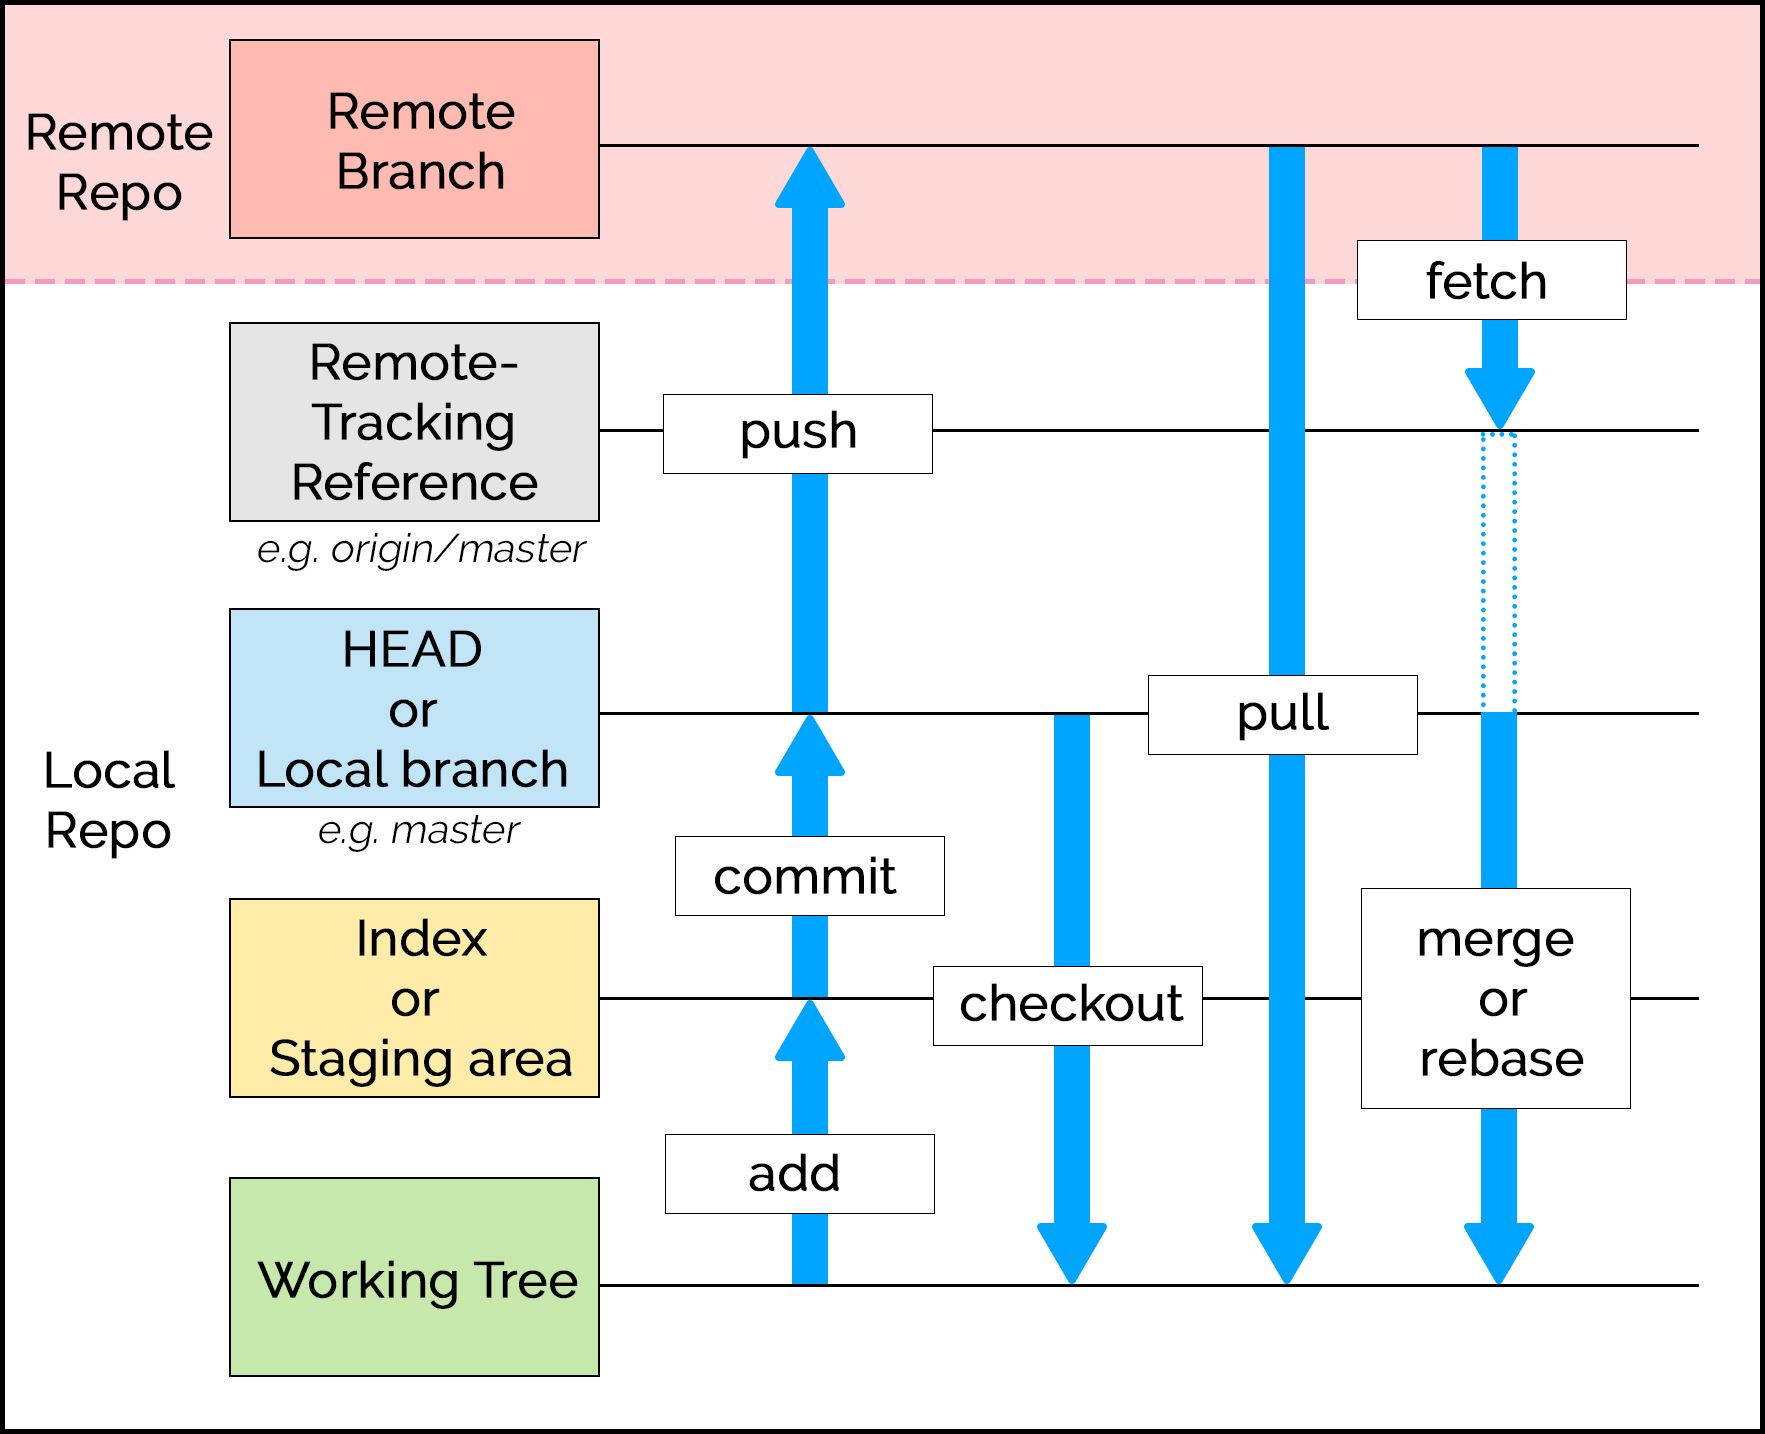 Remote
Repo
Remote
Branch
fetch
Remote-
Tracking
Reference
e.g. origin/master
push
HEAD
or
Local branch
e.g. master
pull
Local
Repo
commit
Index
or
Staging area
checkout
merge
or
rebase
add
Working Tree